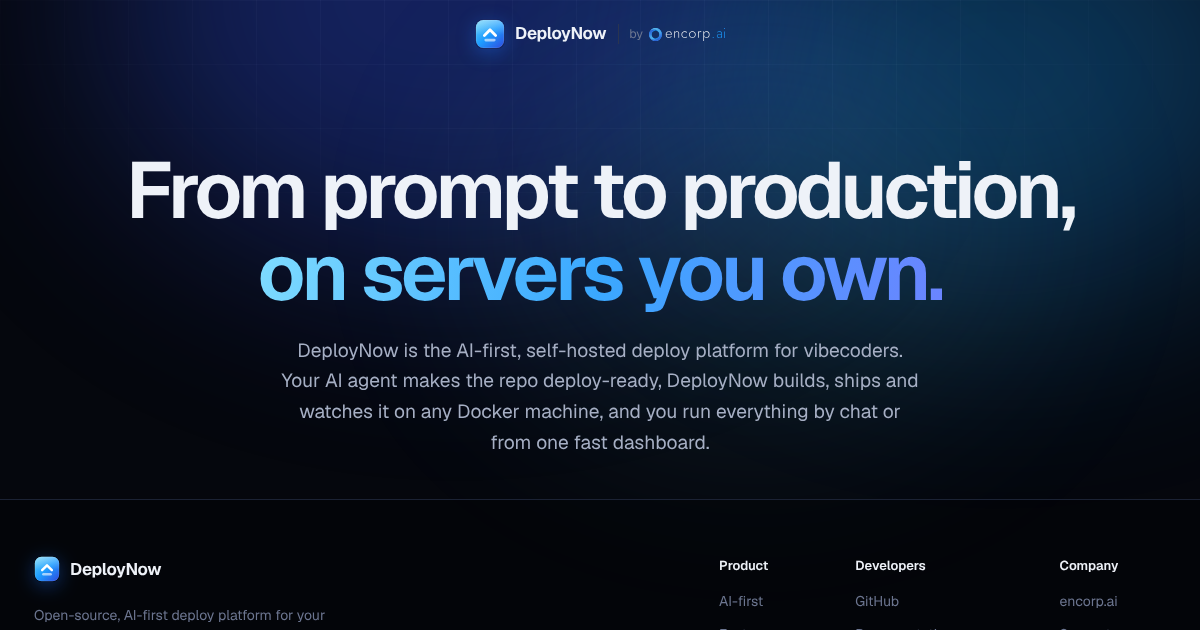 DeployNow by encorp.ai
From prompt to production,
on servers you own.
DeployNow is the AI-first, self-hosted deploy platform for vibecoders.
Your AI agent makes the repo deploy-ready, DeployNow builds, ships and
watches it on any Docker machine, and you run everything by chat or
from one fast dashboard.
DeployNow
Open-source, AI-first deploy platform for your
Product
AI-first
Developers
GitHub
Company
encorp.ai